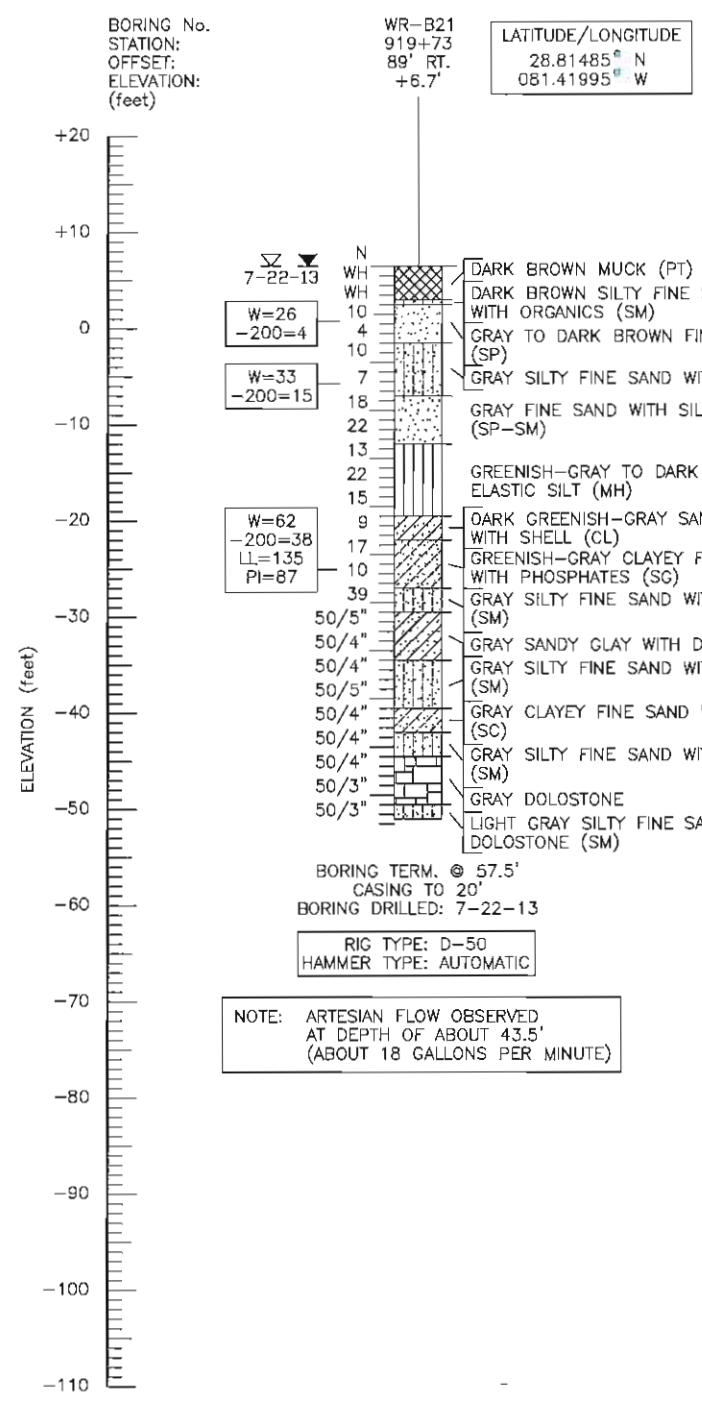 BORING No. WR-B21
STATION: 919+73
OFFSET: 89' RT.
ELEVATION: +6.7'
(feet)
LATITUDE/LONGITUDE
28.81485° N
081.41995° W
+20
+10
0
-10
-20
-30
-40
-50
-60
-70
-80
-90
-100
-110
ELEVATION (feet)
7-22-13
N
WH
WH
10
4
10
7
18
22
13
22
15
9
17
10
39
50/5"
50/4"
50/4"
50/5"
50/4"
50/4"
50/4"
50/3"
50/3"
W=26
-200=4
W=33
-200=15
W=62
-200=38
LL=135
PI=87
DARK BROWN MUCK (PT)
DARK BROWN SILTY FINE
WITH ORGANICS (SM)
GRAY TO DARK BROWN FIN
(SP)
GRAY SILTY FINE SAND WI
GRAY FINE SAND WITH SIL
(SP-SM)
GREENISH-GRAY TO DARK
ELASTIC SILT (MH)
DARK GREENISH-GRAY SAN
WITH SHELL (CL)
GREENISH-GRAY CLAYEY F
WITH PHOSPHATES (SC)
GRAY SILTY FINE SAND WI
(SM)
GRAY SANDY CLAY WITH D
GRAY SILTY FINE SAND WI
(SM)
GRAY CLAYEY FINE SAND
(SC)
GRAY SILTY FINE SAND WI
(SM)
GRAY DOLOSTONE
LIGHT GRAY SILTY FINE SA
DOLOSTONE (SM)
BORING TERM. @ 57.5'
CASING TO 20'
BORING DRILLED: 7-22-13
RIG TYPE: D-50
HAMMER TYPE: AUTOMATIC
NOTE: ARTESIAN FLOW OBSERVED
AT DEPTH OF ABOUT 43.5'
(ABOUT 18 GALLONS PER MINUTE)